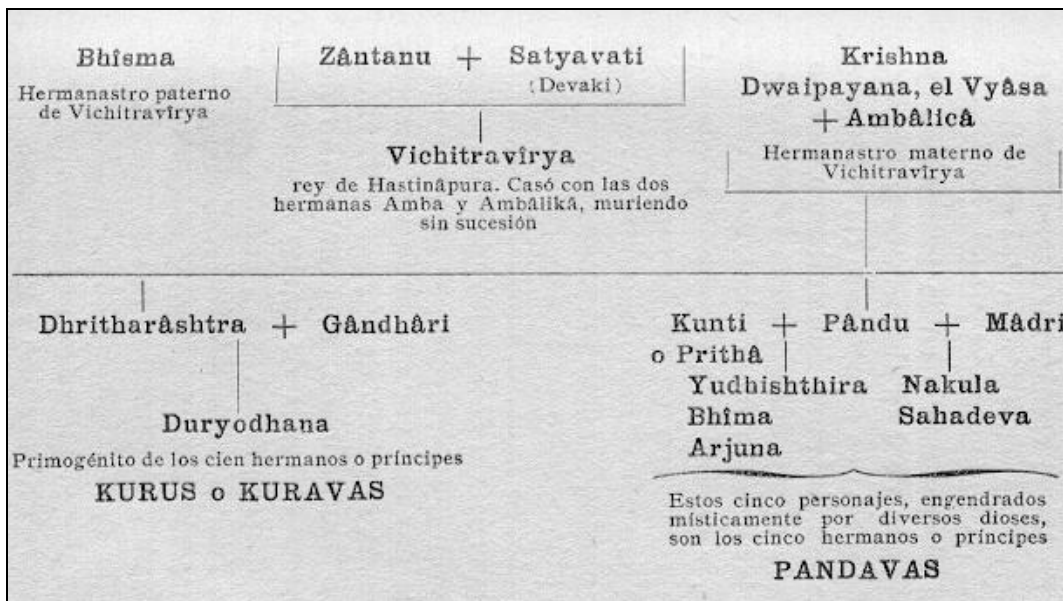 Bhîsma
Hermanastro paterno
de Vichitravîrya
Zântanu + Satyavati
(Devaki)
Krishna
Dwaipayana, el Vyâsa
+ Ambâlicâ
Hermanastro materno de
Vichitravîrya
Vichitravîrya
rey de Hastinâpura. Casó con las dos
hermanas Amba y Ambâlikâ, muriendo
sin sucesión
Dhritharâshtra + Gândhâri
Duryodhana
Primogénito de los cien hermanos o príncipes
KURUS o KURAVAS
Kunti + Pându + Mâdri
o Prithâ
Yudhishthira
Bhîma
Arjuna
Nakula
Sahadeva
Estos cinco personajes, engendrados
místicamente por diversos dioses,
son los cinco hermanos o príncipes
PANDAVAS